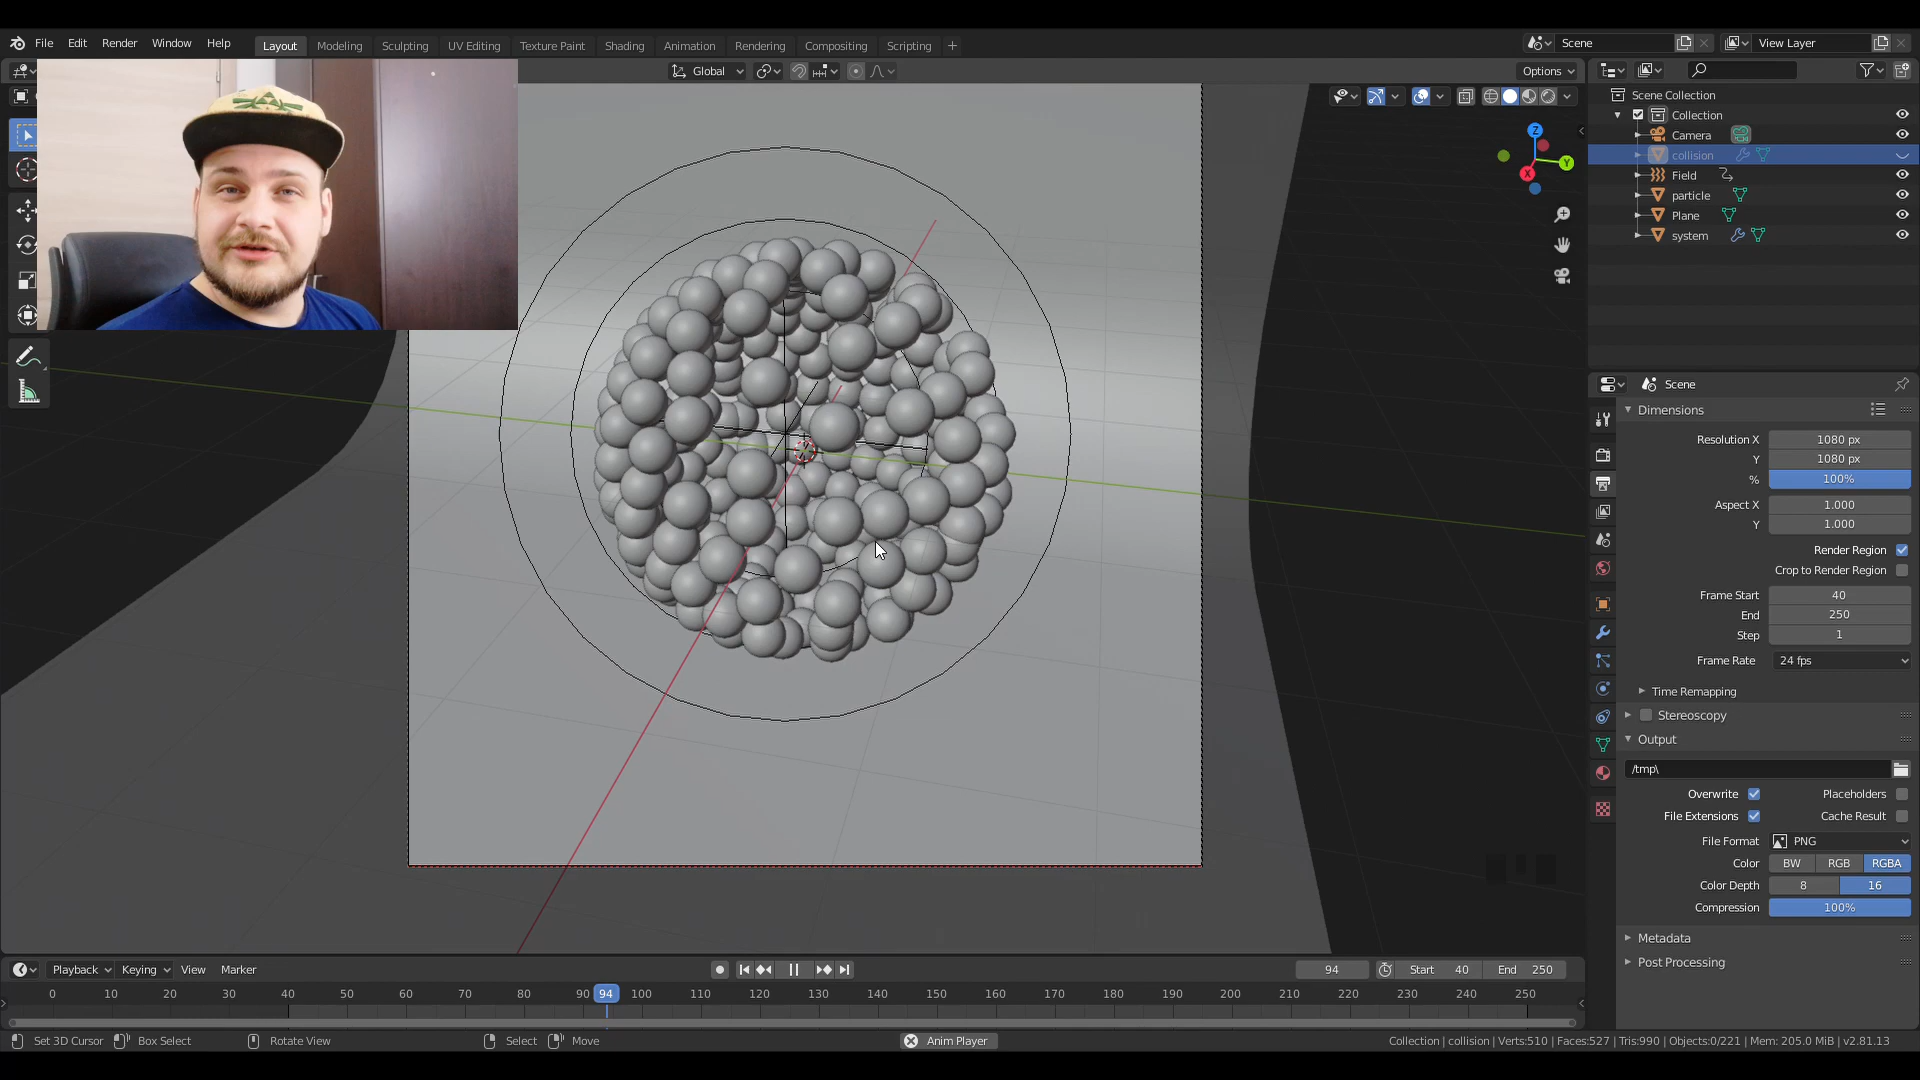 File Edit Render Window Help
Layout Modeling Sculpting UV Editing Texture Paint Shading Animation Rendering Compositing Scripting +
Scene
View Layer
Global
Options
Z
Y
X
Scene Collection
Collection
Camera
collision
Field
particle
Plane
system
Scene
Dimensions
Resolution X 1080 px
Y 1080 px
% 100%
Aspect X 1.000
Y 1.000
Render Region
Crop to Render Region
Frame Start 40
End 250
Step 1
Frame Rate 24 fps
Time Remapping
Stereoscopy
Output
/tmp\
Overwrite Placeholders
File Extensions Cache Result
File Format PNG
Color BW RGB RGBA
Color Depth 8 16
Compression 100%
Metadata
Post Processing
Playback Keying View Marker
94 Start 40 End 250
0 10 20 30 40 50 60 70 80 90 94 100 110 120 130 140 150 160 170 180 190 200 210 220 230 240 250
Set 3D Cursor Box Select Rotate View Select Move
Anim Player
Collection | collision | Verts:510 | Faces:527 | Tris:990 | Objects:0/221 | Mem: 205.0 MiB | v2.81.13